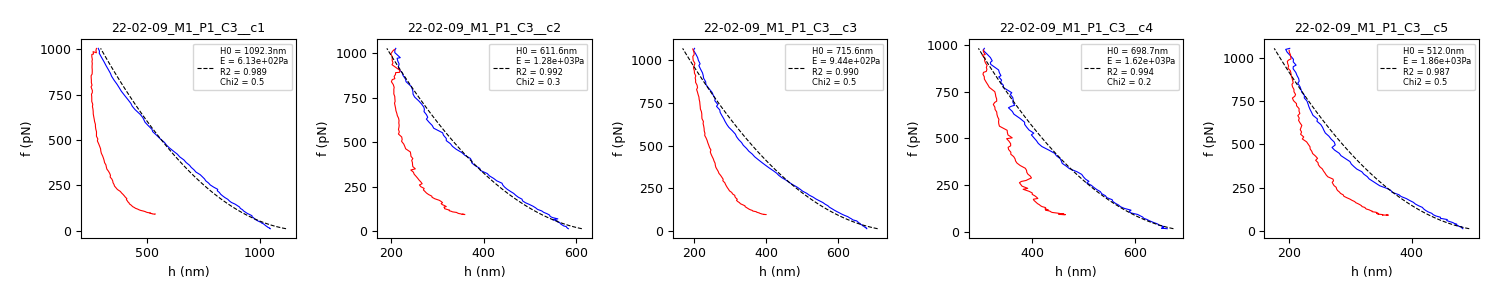 22-02-09_M1_P1_C3__c1
H0 = 1092.3nm
E = 6.13e+02Pa
R2 = 0.989
Chi2 = 0.5
1000
750
500
250
0
f (pN)
500 1000
h (nm)
22-02-09_M1_P1_C3__c2
H0 = 611.6nm
E = 1.28e+03Pa
R2 = 0.992
Chi2 = 0.3
1000
750
500
250
0
f (pN)
200 400 600
h (nm)
22-02-09_M1_P1_C3__c3
H0 = 715.6nm
E = 9.44e+02Pa
R2 = 0.990
Chi2 = 0.5
1000
750
500
250
0
f (pN)
200 400 600
h (nm)
22-02-09_M1_P1_C3__c4
H0 = 698.7nm
E = 1.62e+03Pa
R2 = 0.994
Chi2 = 0.2
1000
750
500
250
0
f (pN)
400 600
h (nm)
22-02-09_M1_P1_C3__c5
H0 = 512.0nm
E = 1.86e+03Pa
R2 = 0.987
Chi2 = 0.5
1000
750
500
250
0
f (pN)
200 400
h (nm)